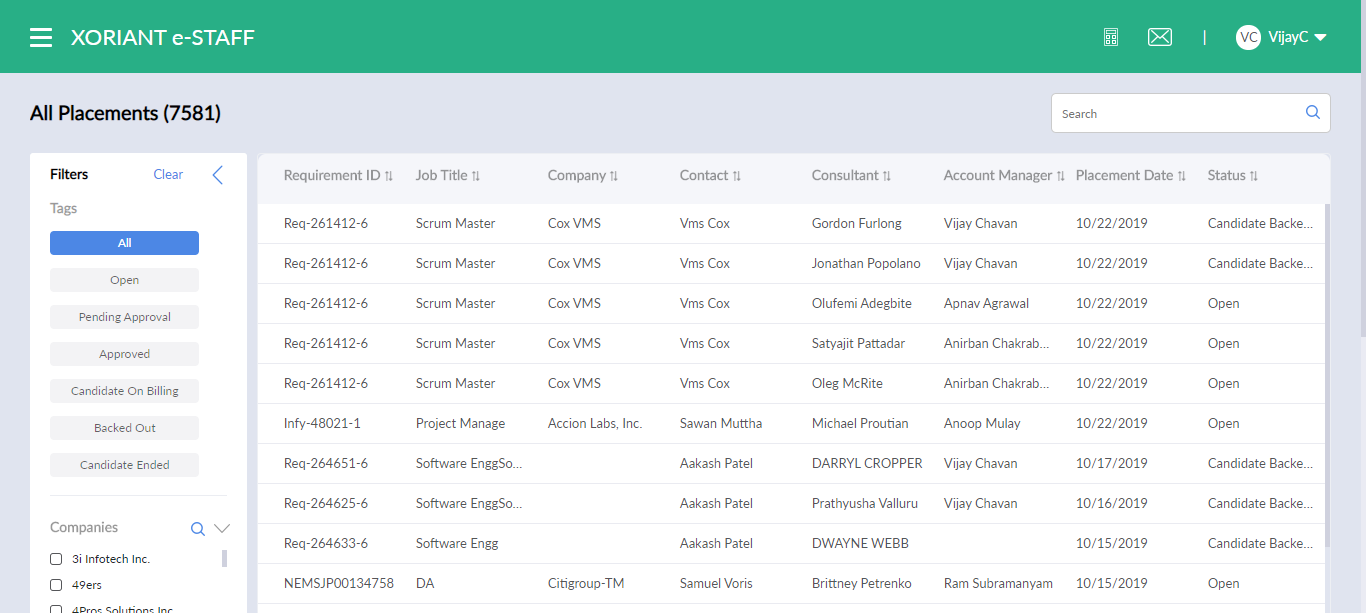 XORIANT e-STAFF
VC VijayC
All Placements (7581)
Search
Filters Clear
Tags
All
Open
Pending Approval
Approved
Candidate On Billing
Backed Out
Candidate Ended
Companies
3i Infotech Inc.
49ers
4Pros Solutions Inc
Requirement ID Job Title Company Contact Consultant Account Manager Placement Date Status
Req-261412-6 Scrum Master Cox VMS Vms Cox Gordon Furlong Vijay Chavan 10/22/2019 Candidate Backe...
Req-261412-6 Scrum Master Cox VMS Vms Cox Jonathan Popolano Vijay Chavan 10/22/2019 Candidate Backe...
Req-261412-6 Scrum Master Cox VMS Vms Cox Olufemi Adegbite Apnav Agrawal 10/22/2019 Open
Req-261412-6 Scrum Master Cox VMS Vms Cox Satyajit Pattadar Anirban Chakrab... 10/22/2019 Open
Req-261412-6 Scrum Master Cox VMS Vms Cox Oleg McRite Anirban Chakrab... 10/22/2019 Open
Infy-48021-1 Project Manage Accion Labs, Inc. Sawan Muttha Michael Proutian Anoop Mulay 10/22/2019 Open
Req-264651-6 Software EnggSo... Aakash Patel DARRYL CROPPER Vijay Chavan 10/17/2019 Candidate Backe...
Req-264625-6 Software EnggSo... Aakash Patel Prathyusha Valluru Vijay Chavan 10/16/2019 Candidate Backe...
Req-264633-6 Software Engg Aakash Patel DWAYNE WEBB 10/15/2019 Candidate Backe...
NEMSJP00134758 DA Citigroup-TM Samuel Voris Brittney Petrenko Ram Subramanyam 10/15/2019 Open